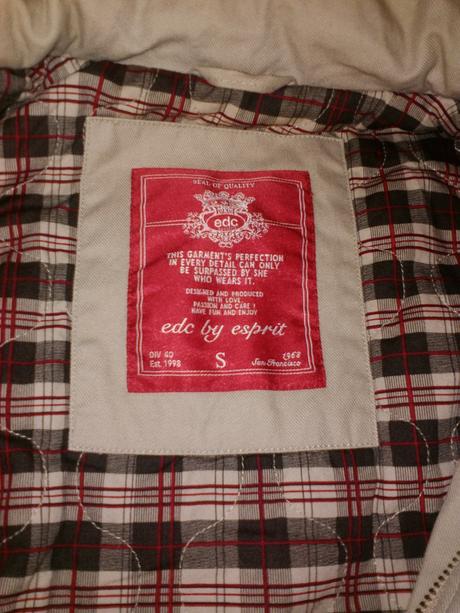 SEAL OF QUALITY
edc
THIS GARMENT'S PERFECTION
IN EVERY DETAIL CAN ONLY
BE SURPASSED BY SHE
WHO WEARS IT.
DESIGNED AND PRODUCED
WITH LOVE,
PASSION AND CARE!
HAVE FUN AND ENJOY
edc by esprit
DIV 40 S 1968
Est. 1998 San Francisco